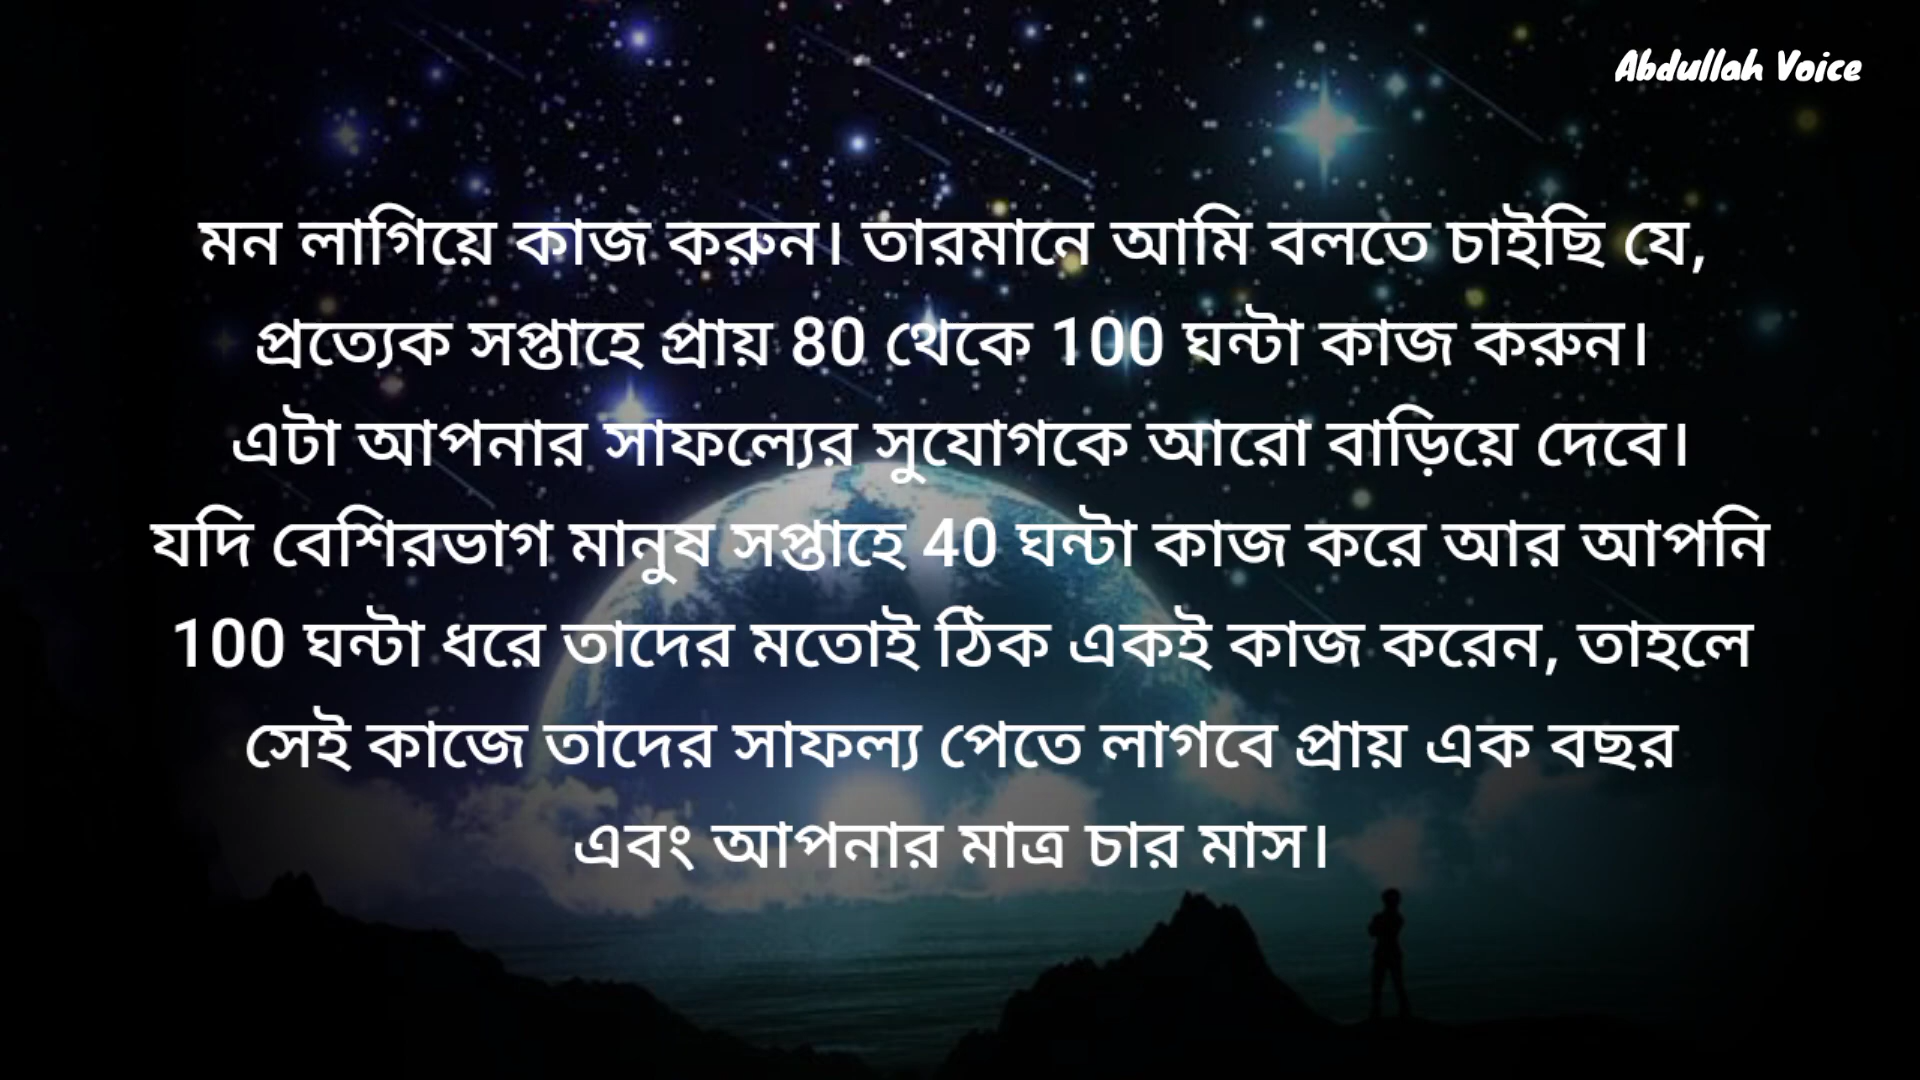 Abdullah Voice
মন লাগিয়ে কাজ করুন। তারমানে আমি বলতে চাইছি যে,
প্রত্যেক সপ্তাহে প্রায় 80 থেকে 100 ঘন্টা কাজ করুন।
এটা আপনার সাফল্যের সুযোগকে আরো বাড়িয়ে দেবে।
যদি বেশিরভাগ মানুষ সপ্তাহে 40 ঘন্টা কাজ করে আর আপনি
100 ঘন্টা ধরে তাদের মতোই ঠিক একই কাজ করেন, তাহলে
সেই কাজে তাদের সাফল্য পেতে লাগবে প্রায় এক বছর
এবং আপনার মাত্র চার মাস।